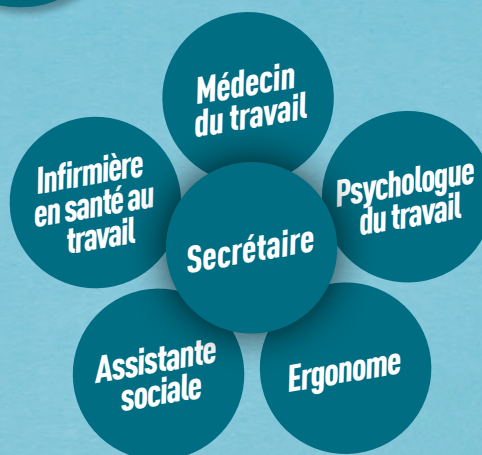 Médecin
du travail
Infirmière
en santé au
travail
Psychologue
du travail
Secrétaire
Assistante
sociale
Ergonome